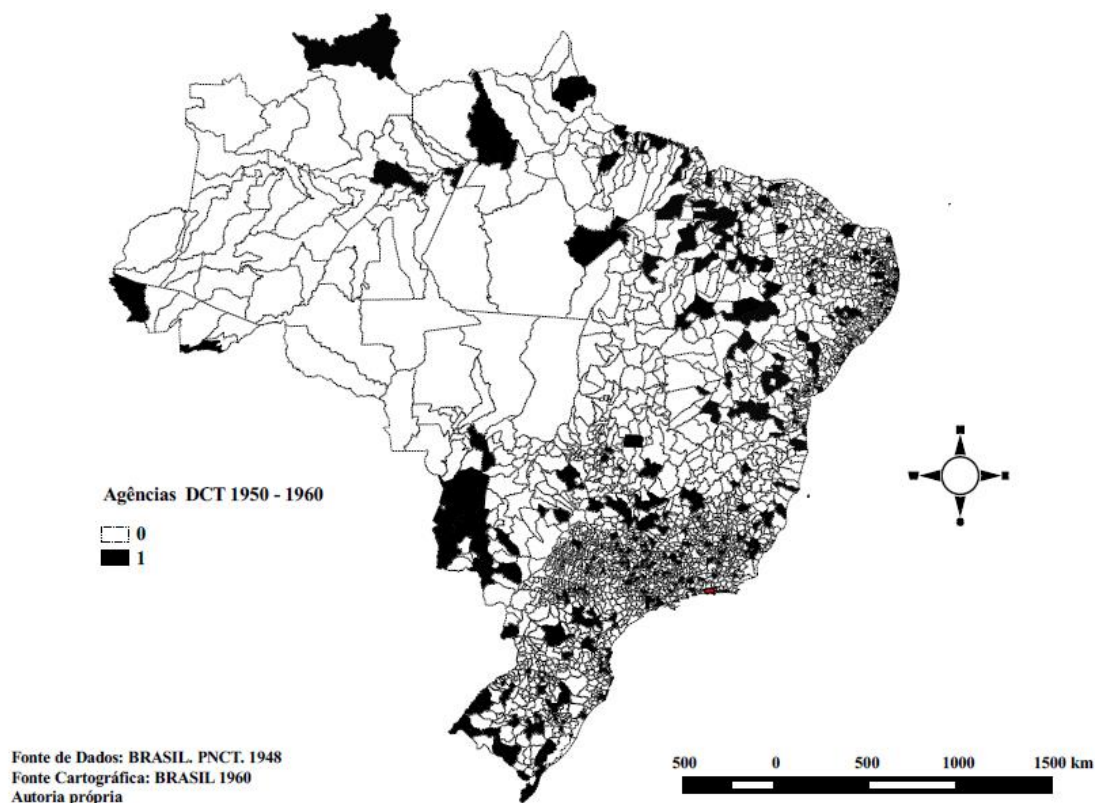 Agências DCT 1950 - 1960
0
1
Fonte de Dados: BRASIL. PNCT. 1948
Fonte Cartográfica: BRASIL 1960
Autoria própria
500 0 500 1000 1500 km